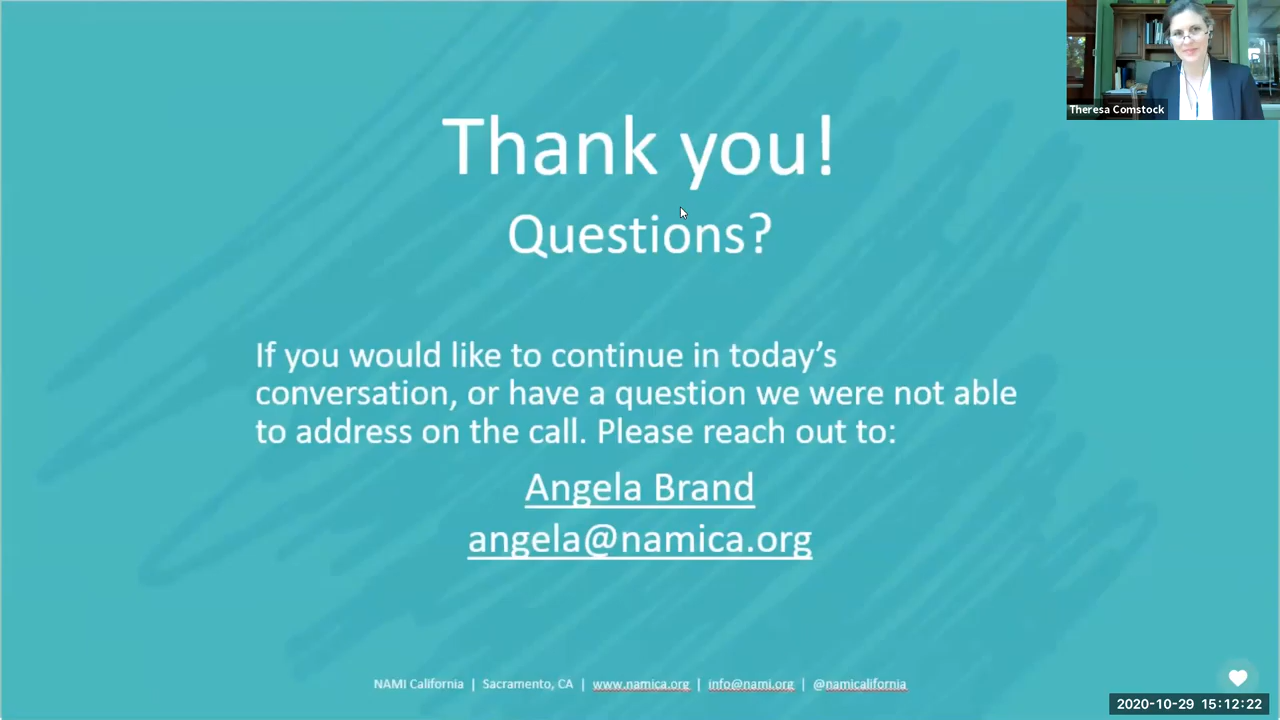 Theresa Comstock
Thank you!
Questions?
If you would like to continue in today's
conversation, or have a question we were not able
to address on the call. Please reach out to:
Angela Brand
angela@namica.org
NAMI California | Sacramento, CA | www.namica.org | info@nami.org | @namicalifornia
2020-10-29 15:12:22